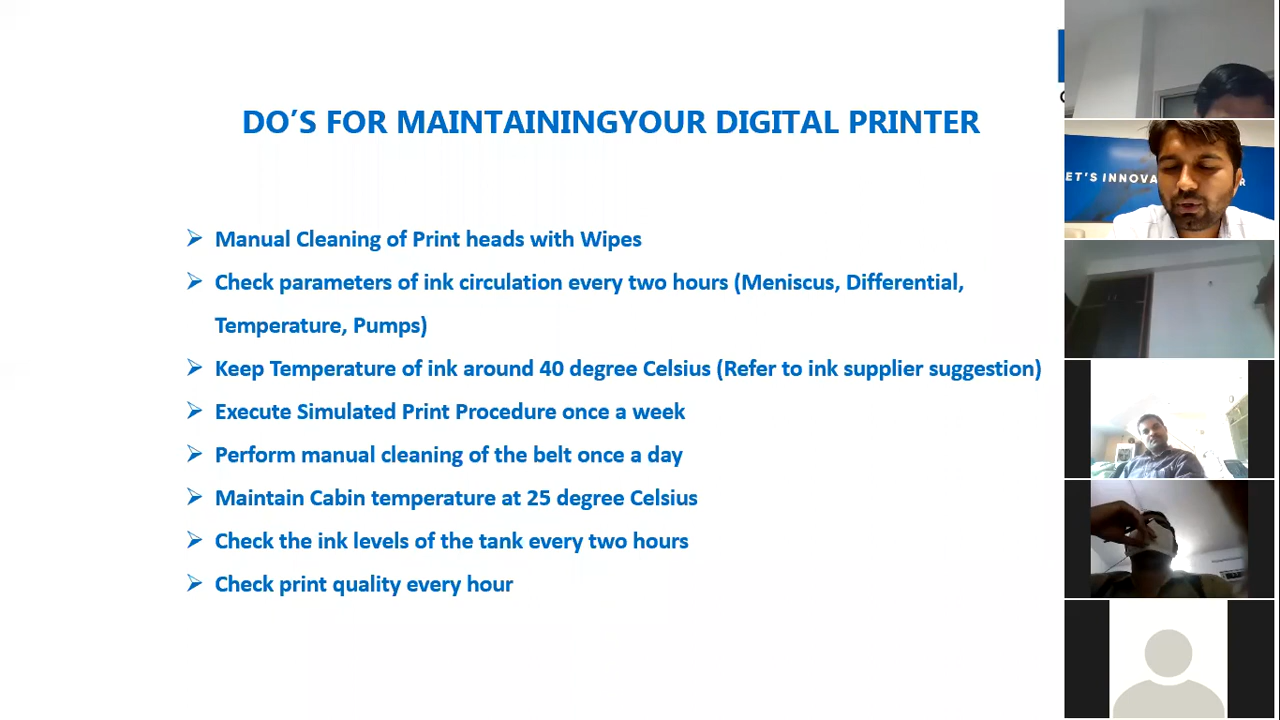 DO’S FOR MAINTAININGYOUR DIGITAL PRINTER
➢ Manual Cleaning of Print heads with Wipes
➢ Check parameters of ink circulation every two hours (Meniscus, Differential,
Temperature, Pumps)
➢ Keep Temperature of ink around 40 degree Celsius (Refer to ink supplier suggestion)
➢ Execute Simulated Print Procedure once a week
➢ Perform manual cleaning of the belt once a day
➢ Maintain Cabin temperature at 25 degree Celsius
➢ Check the ink levels of the tank every two hours
➢ Check print quality every hour
ET'S INNOVA R